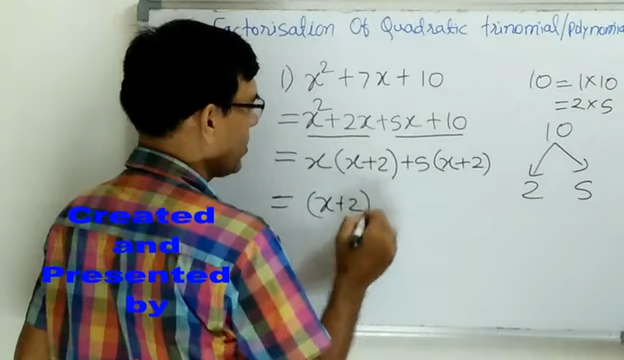 Factorisation Of Quadratic trinomial/polynomia
1) x² + 7x + 10
= x² + 2x + 5x + 10
= x(x+2) + 5(x+2)
= (x+2)
10 = 1×10
= 2×5
10
2 5
Created
and
Presented
by